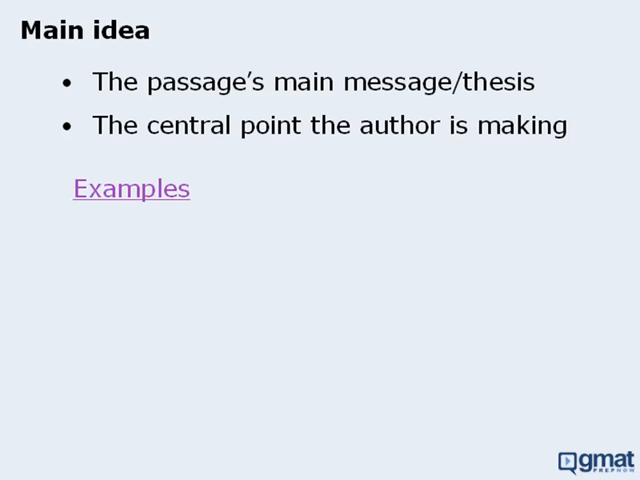 Main idea
• The passage's main message/thesis
• The central point the author is making
Examples
gmat
PREPNOW